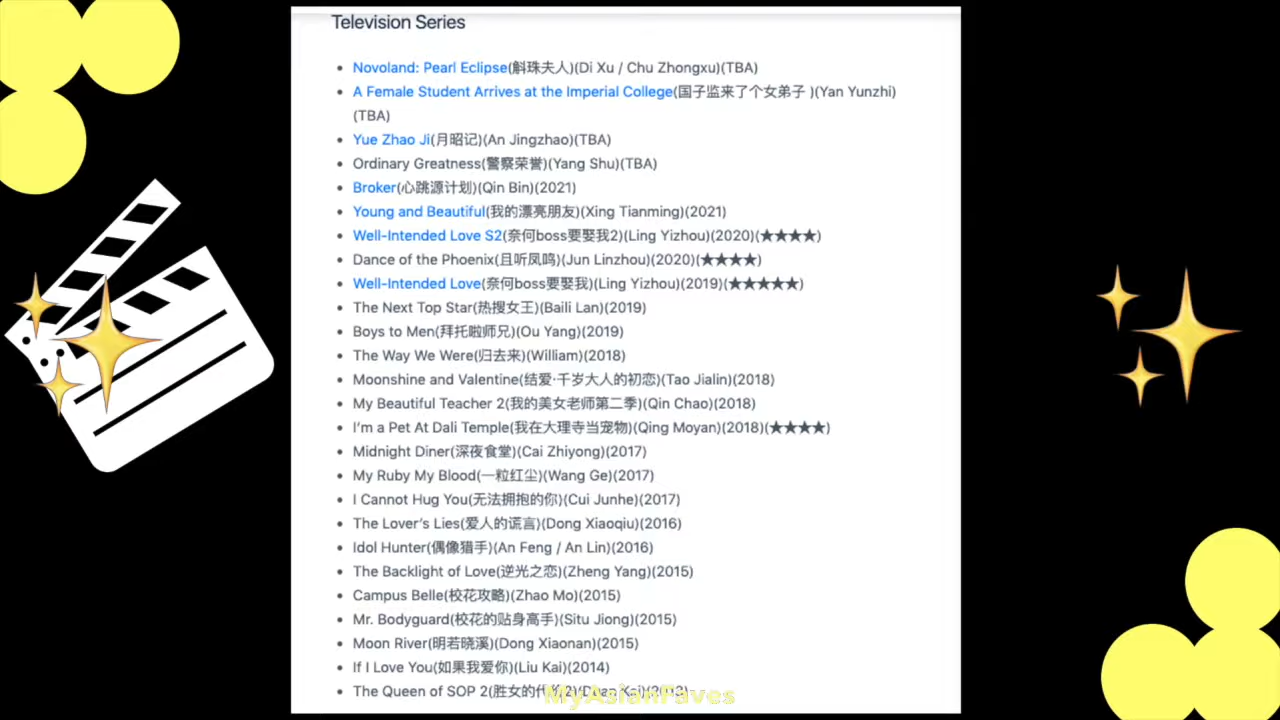 Television Series
Novoland: Pearl Eclipse(斛珠夫人)(Di Xu / Chu Zhongxu)(TBA)
A Female Student Arrives at the Imperial College(国子监来了个女弟子 )(Yan Yunzhi)
(TBA)
Yue Zhao Ji(月昭记)(An Jingzhao)(TBA)
Ordinary Greatness(警察荣誉)(Yang Shu)(TBA)
Broker(心跳源计划)(Qin Bin)(2021)
Young and Beautiful(我的漂亮朋友)(Xing Tianming)(2021)
Well-Intended Love S2(奈何boss要娶我2)(Ling Yizhou)(2020)(★★★★)
Dance of the Phoenix(且听凤鸣)(Jun Linzhou)(2020)(★★★★)
Well-Intended Love(奈何boss要娶我)(Ling Yizhou)(2019)(★★★★★)
The Next Top Star(热搜女王)(Baili Lan)(2019)
Boys to Men(拜托啦师兄)(Ou Yang)(2019)
The Way We Were(归去来)(William)(2018)
Moonshine and Valentine(结爱·千岁大人的初恋)(Tao Jialin)(2018)
My Beautiful Teacher 2(我的美女老师第二季)(Qin Chao)(2018)
I’m a Pet At Dali Temple(我在大理寺当宠物)(Qing Moyan)(2018)(★★★★)
Midnight Diner(深夜食堂)(Cai Zhiyong)(2017)
My Ruby My Blood(一粒红尘)(Wang Ge)(2017)
I Cannot Hug You(无法拥抱的你)(Cui Junhe)(2017)
The Lover’s Lies(爱人的谎言)(Dong Xiaoqiu)(2016)
Idol Hunter(偶像猎手)(An Feng / An Lin)(2016)
The Backlight of Love(逆光之恋)(Zheng Yang)(2015)
Campus Belle(校花攻略)(Zhao Mo)(2015)
Mr. Bodyguard(校花的贴身高手)(Situ Jiong)(2015)
Moon River(明若晓溪)(Dong Xiaonan)(2015)
If I Love You(如果我爱你)(Liu Kai)(2014)
The Queen of SOP 2(胜女的代
MyAsianFaves